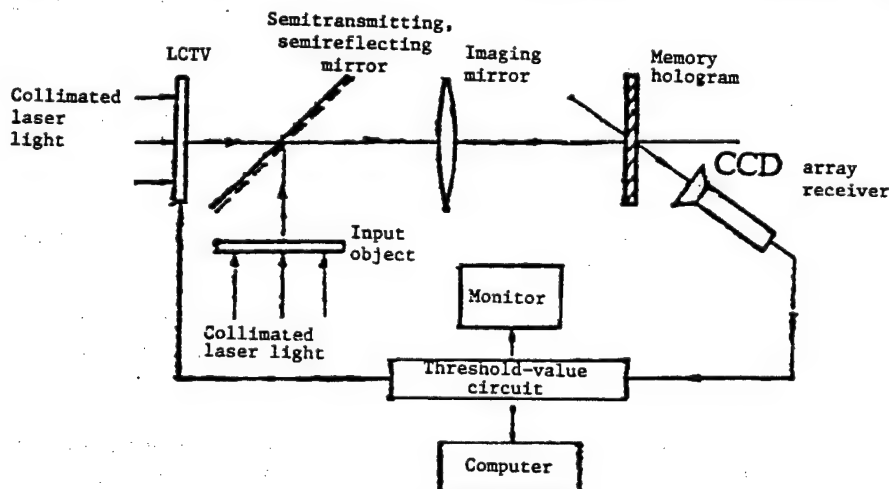 Semitransmitting,
semireflecting
mirror
LCTV
Imaging
mirror
Memory
hologram
Collimated
laser
light
CCD array
receiver
Input
object
Collimated
laser light
Monitor
Threshold-value
circuit
Computer